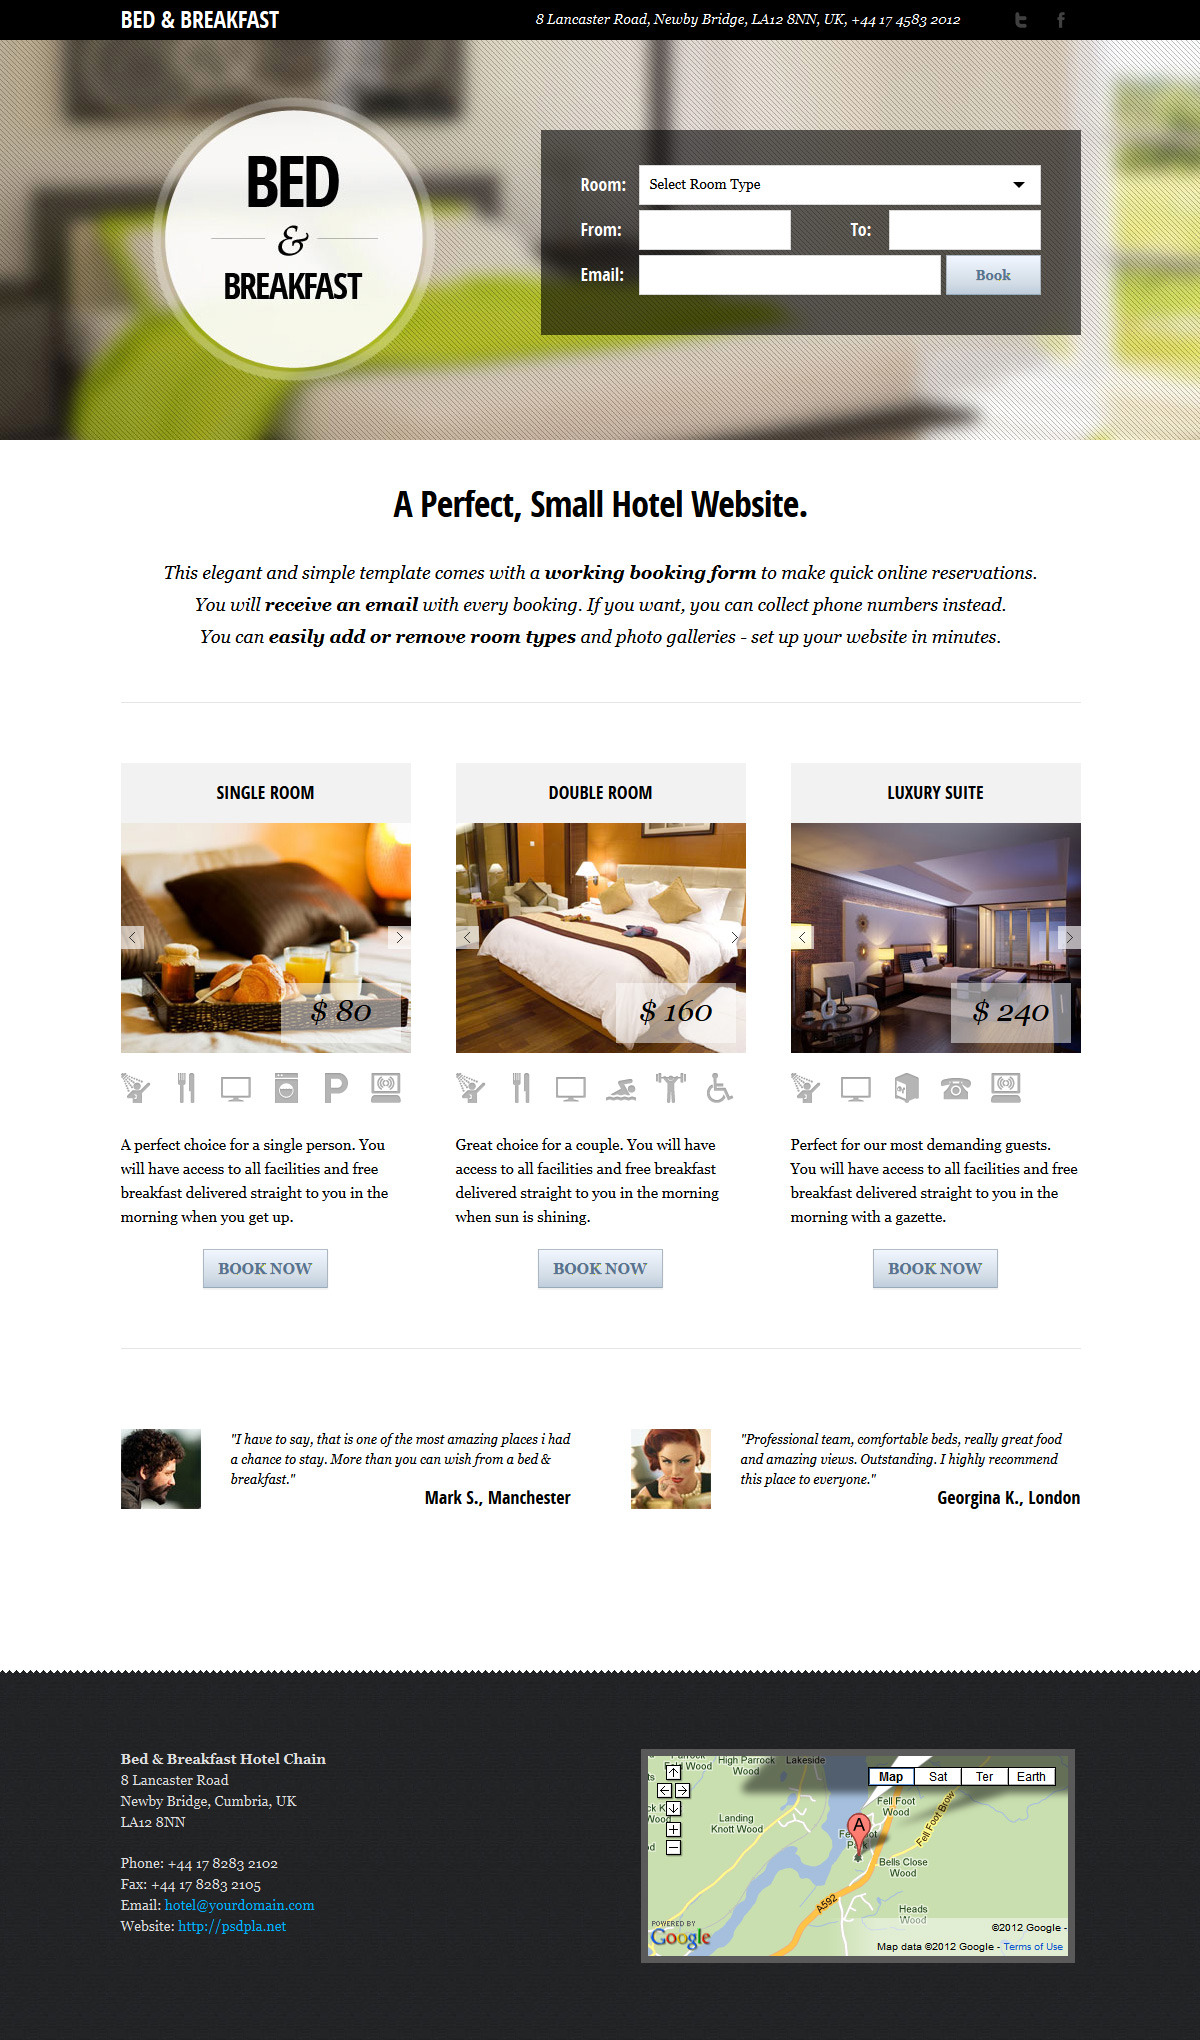 BED & BREAKFAST
8 Lancaster Road, Newby Bridge, LA12 8NN, UK, +44 17 4583 2012
BED
&
BREAKFAST
Room: Select Room Type
From: To:
Email: Book
A Perfect, Small Hotel Website.
This elegant and simple template comes with a working booking form to make quick online reservations.
You will receive an email with every booking. If you want, you can collect phone numbers instead.
You can easily add or remove room types and photo galleries - set up your website in minutes.
SINGLE ROOM
$ 80
P
A perfect choice for a single person. You
will have access to all facilities and free
breakfast delivered straight to you in the
morning when you get up.
BOOK NOW
DOUBLE ROOM
$ 160
Great choice for a couple. You will have
access to all facilities and free breakfast
delivered straight to you in the morning
when sun is shining.
BOOK NOW
LUXURY SUITE
$ 240
Perfect for our most demanding guests.
You will have access to all facilities and free
breakfast delivered straight to you in the
morning with a gazette.
BOOK NOW
"I have to say, that is one of the most amazing places i had
a chance to stay. More than you can wish from a bed &
breakfast."
Mark S., Manchester
"Professional team, comfortable beds, really great food
and amazing views. Outstanding. I highly recommend
this place to everyone."
Georgina K., London
Bed & Breakfast Hotel Chain
8 Lancaster Road
Newby Bridge, Cumbria, UK
LA12 8NN
Phone: +44 17 8283 2102
Fax: +44 17 8283 2105
Email: hotel@yourdomain.com
Website: http://psdpla.net
High Parrock
Wood
Lakeside
Wood
Map Sat Ter Earth
Fell Foot
Wood
Landing
Knott Wood
Wood
Fell Foot Brow
A
Park
Bells Close
Wood
A592
Heads
Wood
POWERED BY
Google
©2012 Google -
Map data ©2012 Google - Terms of Use